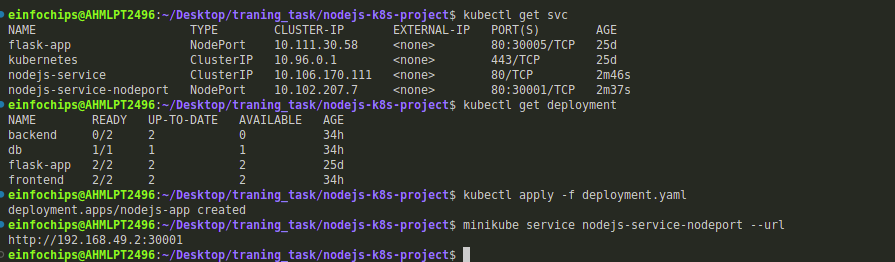 einfochips@AHMLPT2496:~/Desktop/traning_task/nodejs-k8s-project$ kubectl get svc
NAME                       TYPE        CLUSTER-IP       EXTERNAL-IP   PORT(S)        AGE
flask-app                  NodePort    10.111.30.58     <none>        80:30005/TCP   25d
kubernetes                 ClusterIP   10.96.0.1        <none>        443/TCP        25d
nodejs-service             ClusterIP   10.106.170.111   <none>        80/TCP         2m46s
nodejs-service-nodeport    NodePort    10.102.207.7     <none>        80:30001/TCP   2m37s
einfochips@AHMLPT2496:~/Desktop/traning_task/nodejs-k8s-project$ kubectl get deployment
NAME        READY   UP-TO-DATE   AVAILABLE   AGE
backend     0/2     2            0           34h
db          1/1     1            1           34h
flask-app   2/2     2            2           25d
frontend    2/2     2            2           34h
einfochips@AHMLPT2496:~/Desktop/traning_task/nodejs-k8s-project$ kubectl apply -f deployment.yaml
deployment.apps/nodejs-app created
einfochips@AHMLPT2496:~/Desktop/traning_task/nodejs-k8s-project$ minikube service nodejs-service-nodeport --url
http://192.168.49.2:30001
einfochips@AHMLPT2496:~/Desktop/traning_task/nodejs-k8s-project$